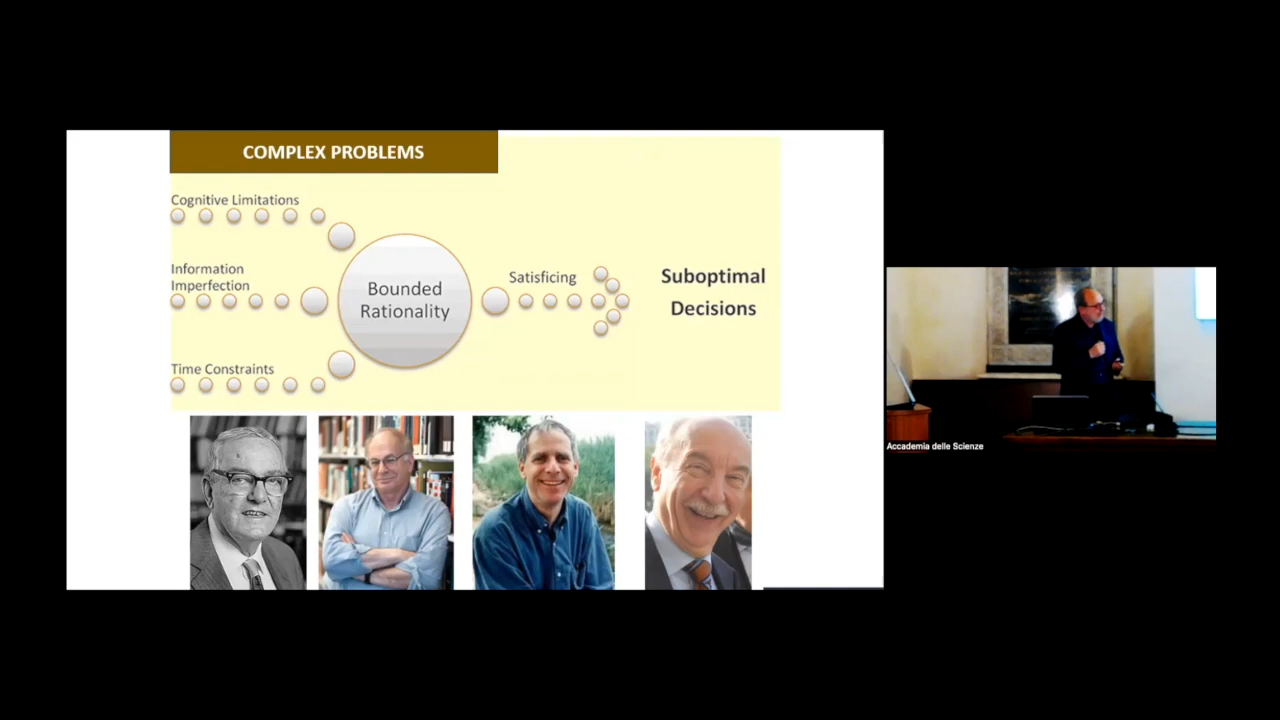 COMPLEX PROBLEMS
Cognitive Limitations
Information
Imperfection
Time Constraints
Bounded
Rationality
Satisficing
Suboptimal
Decisions
Accademia delle Scienze